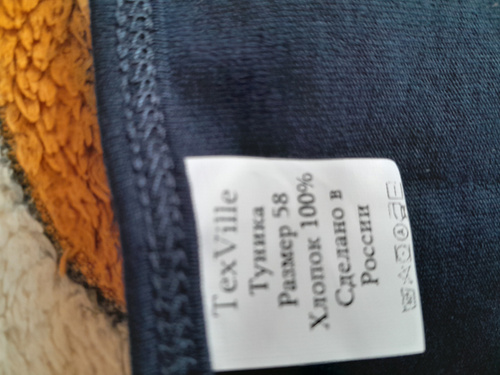 TexVille
Туника
Размер 58
Хлопок 100%
Сделано в
России